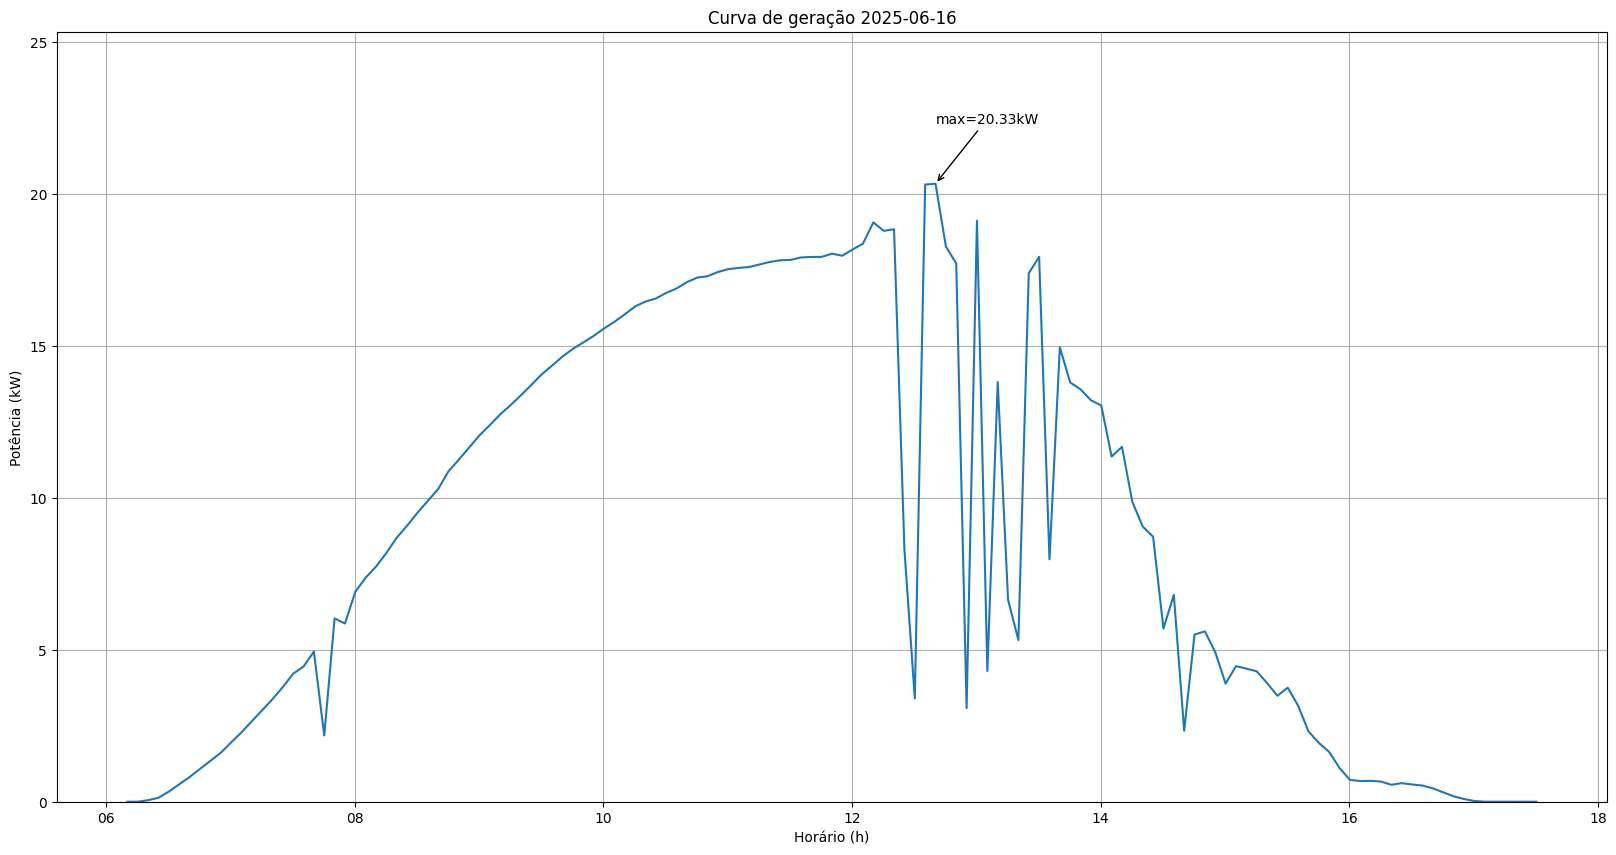 Curva de geração 2025-06-16
25
max=20.33kW
20
15
Potência (kW)
10
5
0
06 08 10 12 14 16 18
Horário (h)